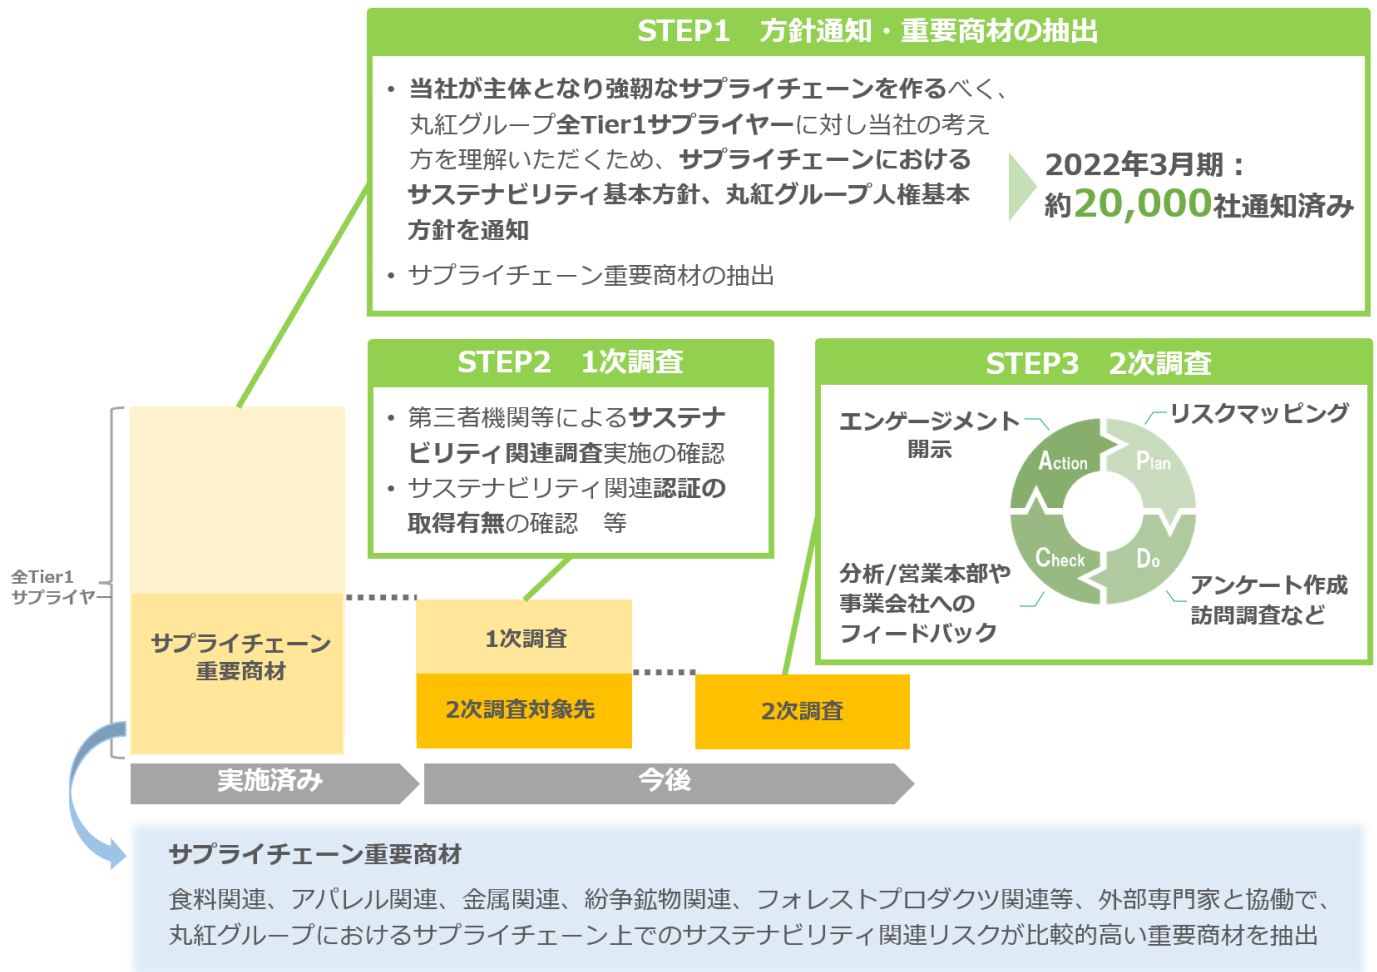 STEP1　方針通知・重要商材の抽出
• 当社が主体となり強靭なサプライチェーンを作るべく、
丸紅グループ全Tier1サプライヤーに対し当社の考え
方を理解いただくため、サプライチェーンにおける
サステナビリティ基本方針、丸紅グループ人権基本
方針を通知
• サプライチェーン重要商材の抽出
2022年3月期：
約20,000社通知済み
STEP2　1次調査
• 第三者機関等によるサステナ
ビリティ関連調査実施の確認
• サステナビリティ関連認証の
取得有無の確認　等
STEP3　2次調査
エンゲージメント
開示
リスクマッピング
Action
Plan
Check
Do
分析/営業本部や
事業会社への
フィードバック
アンケート作成
訪問調査など
全Tier1
サプライヤー
サプライチェーン
重要商材
1次調査
2次調査対象先
2次調査
実施済み
今後
サプライチェーン重要商材
食料関連、アパレル関連、金属関連、紛争鉱物関連、フォレストプロダクツ関連等、外部専門家と協働で、
丸紅グループにおけるサプライチェーン上でのサステナビリティ関連リスクが比較的高い重要商材を抽出